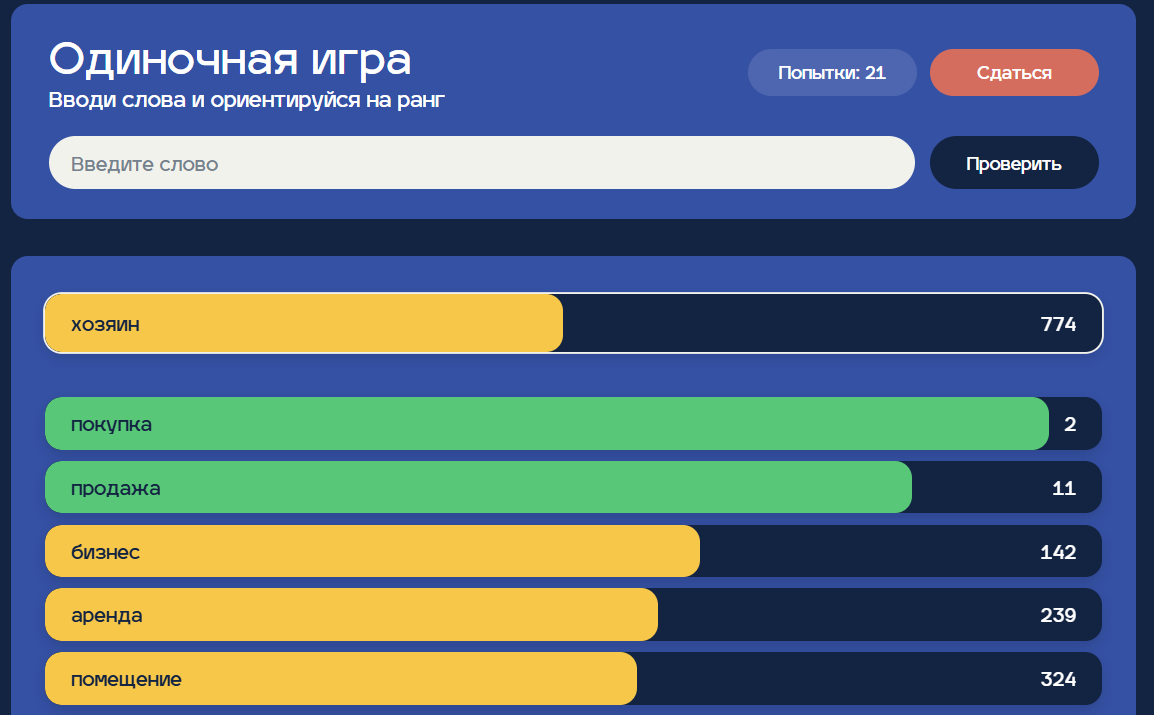 Одиночная игра
Вводи слова и ориентируйся на ранг
Попытки: 21
Сдаться
Введите слово
Проверить
хозяин 774
покупка 2
продажа 11
бизнес 142
аренда 239
помещение 324